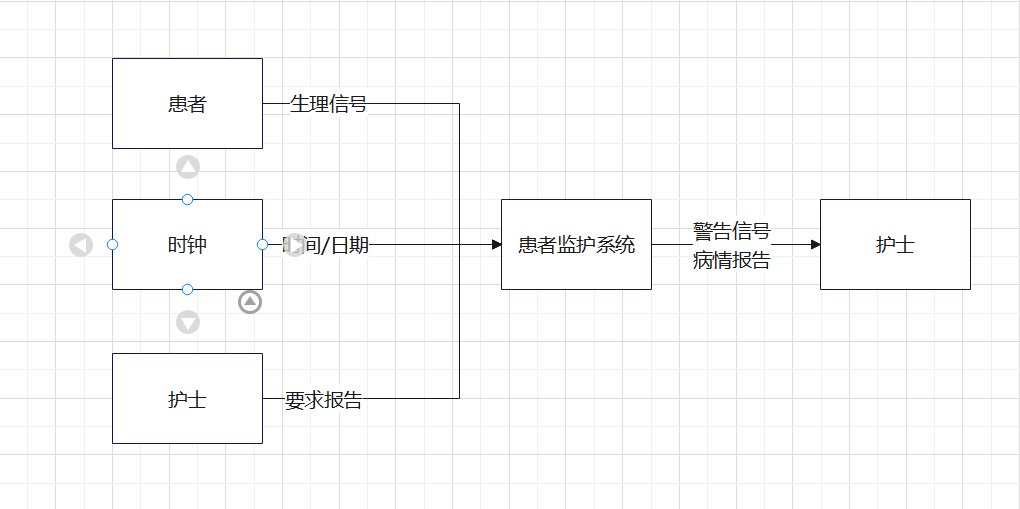 患者
生理信号
时钟
间/日期
患者监护系统
警告信号
病情报告
护士
护士
要求报告